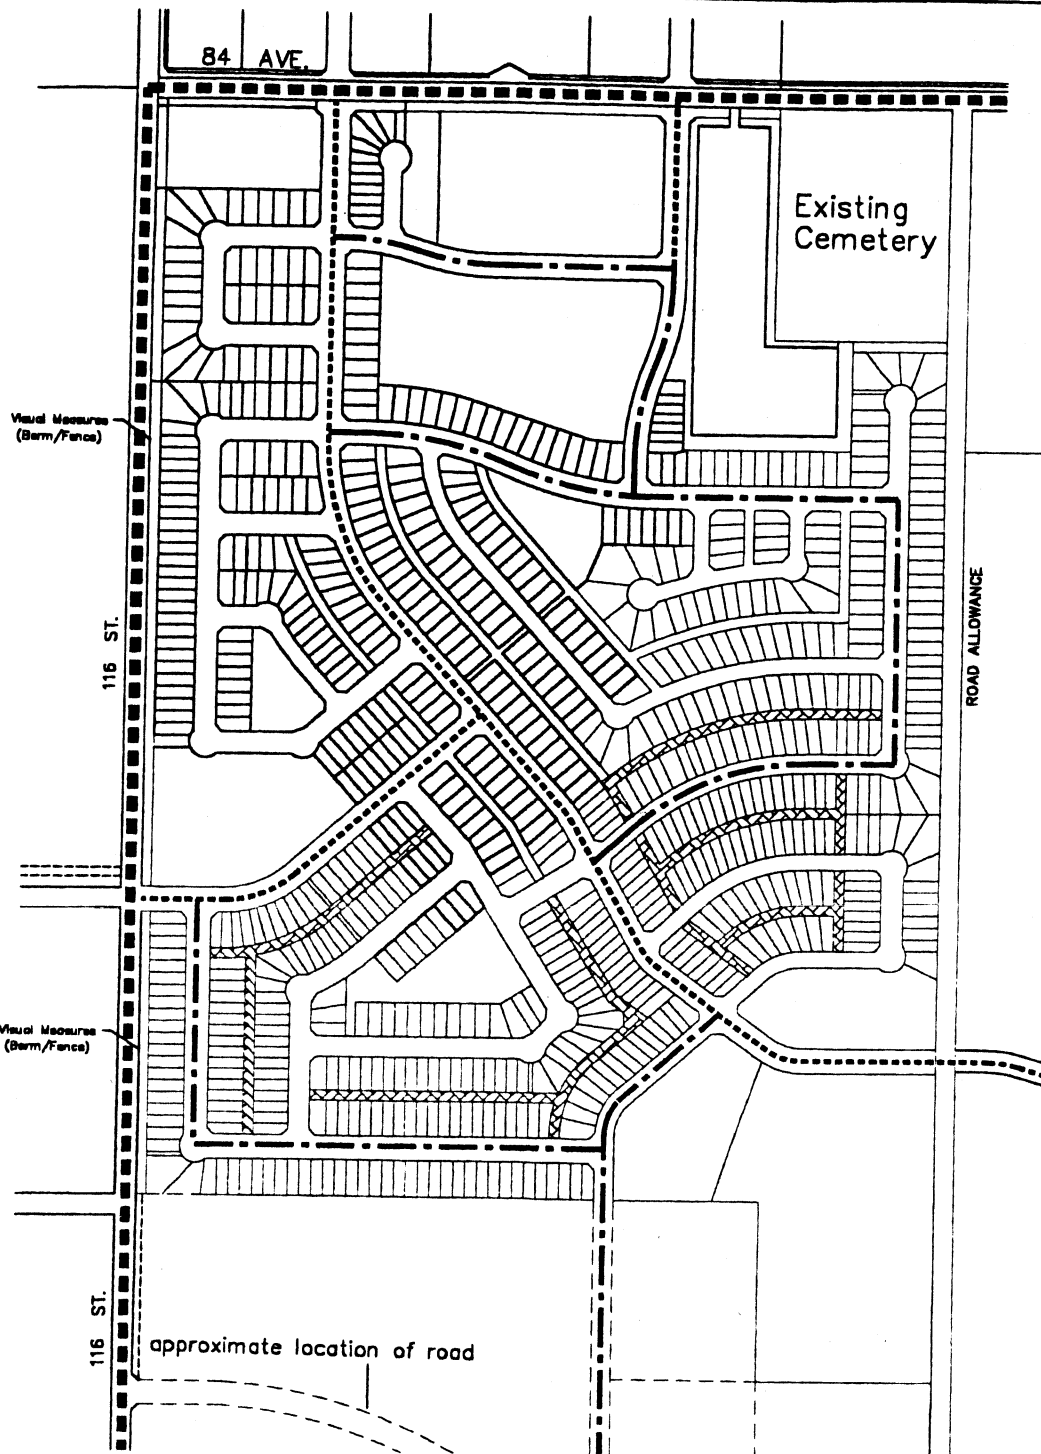 84 AVE.
Existing
Cemetery
Visual Measures
(Berm/Fence)
116 ST.
ROAD ALLOWANCE
Visual Measures
(Berm/Fence)
116 ST.
approximate location of road